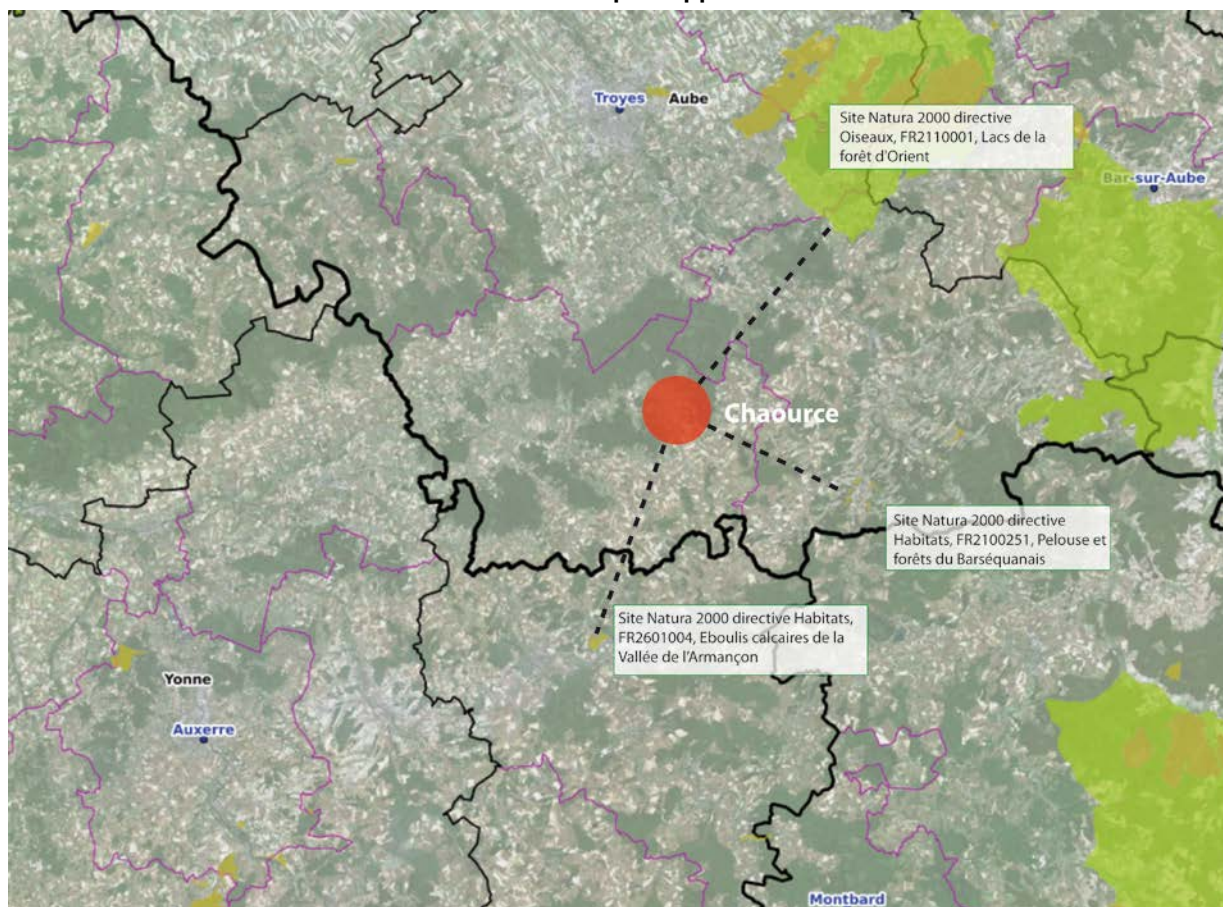 Troyes
Aube
Site Natura 2000 directive
Oiseaux, FR2110001, Lacs de la
forêt d'Orient
Bar-sur-Aube
Chaource
Site Natura 2000 directive
Habitats, FR2100251, Pelouse et
forêts du Barséquanais
Site Natura 2000 directive Habitats,
FR2601004, Eboulis calcaires de la
Vallée de l'Armançon
Yonne
Auxerre
Montbard